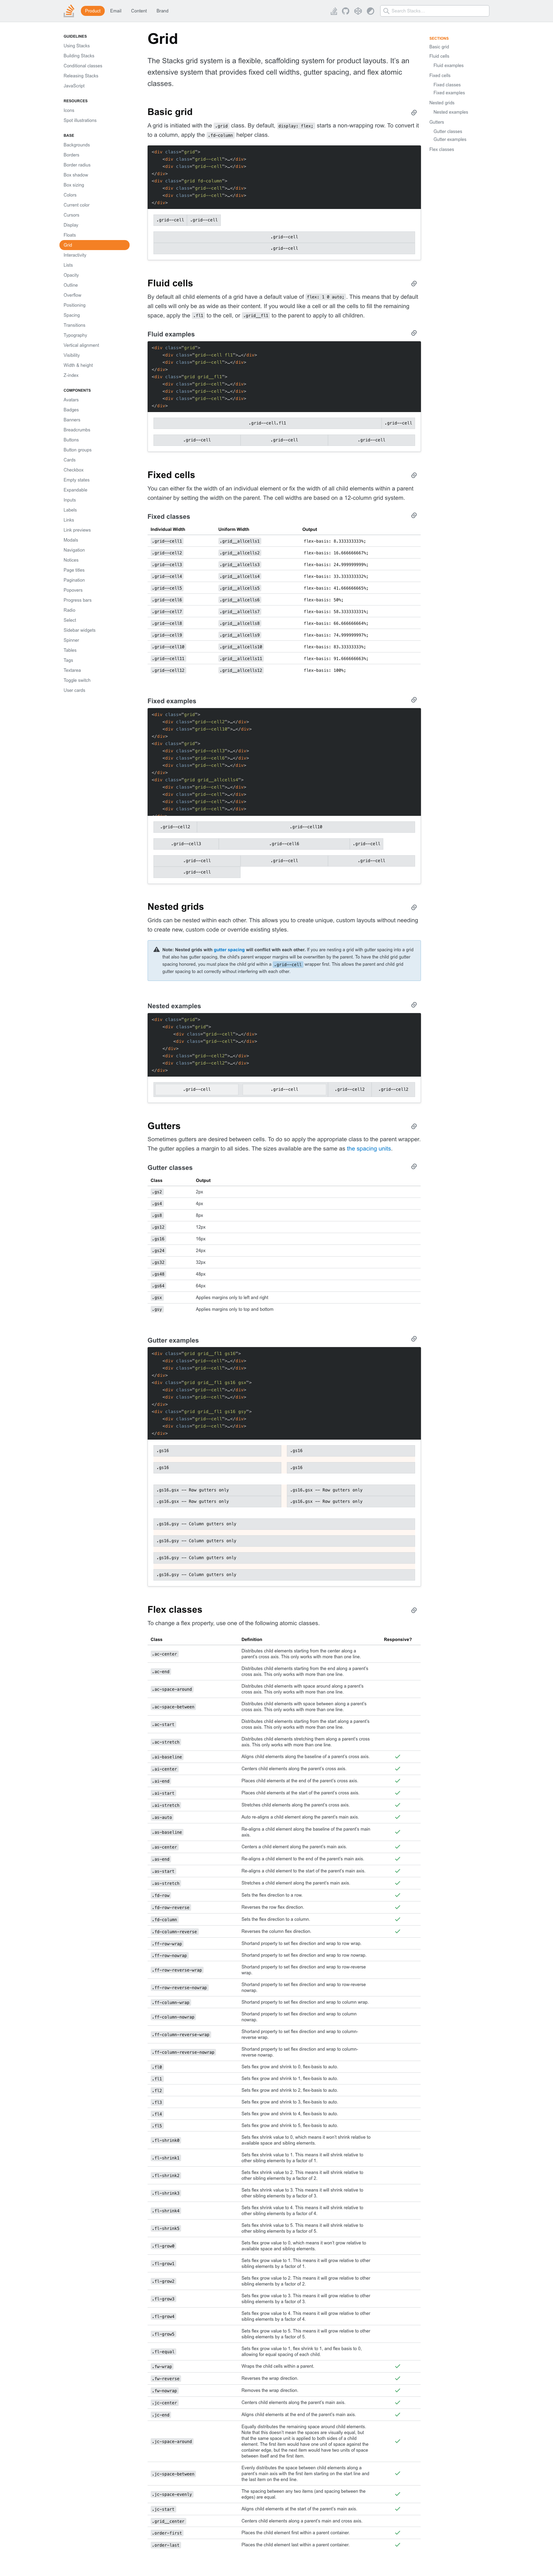 Product Email Content Brand Search Stacks
GUIDELINES
Using Stacks
Building Stacks
Conditional classes
Releasing Stacks
JavaScript
RESOURCES
Icons
Spot illustrations
BASE
Backgrounds
Borders
Border radius
Box shadow
Box sizing
Colors
Current color
Cursors
Display
Floats
Grid
Interactivity
Lists
Opacity
Outline
Overflow
Positioning
Spacing
Transitions
Typography
Vertical alignment
Visibility
Width & height
Z-index
COMPONENTS
Avatars
Badges
Banners
Breadcrumbs
Buttons
Button groups
Cards
Checkbox
Empty states
Expandable
Inputs
Labels
Links
Link previews
Modals
Navigation
Notices
Page titles
Pagination
Popovers
Progress bars
Radio
Select
Sidebar widgets
Spinner
Tables
Tags
Textarea
Toggle switch
User cards
Grid
The Stacks grid system is a flexible, scaffolding system for product layouts. It's an
extensive system that provides fixed cell widths, gutter spacing, and flex atomic
classes.
Basic grid
A grid is initiated with the .grid class. By default, display: flex; starts a non-wrapping row. To convert it
to a column, apply the .fd-column helper class.
<div class="grid">
<div class="grid--cell">…</div>
<div class="grid--cell">…</div>
</div>
<div class="grid fd-column">
<div class="grid--cell">…</div>
<div class="grid--cell">…</div>
</div>
.grid--cell .grid--cell
.grid--cell
.grid--cell
Fluid cells
By default all child elements of a grid have a default value of flex: 1 0 auto; . This means that by default
all cells will only be as wide as their content. If you would like a cell or all the cells to fill the remaining
space, apply the .fl1 to the cell, or .grid__fl1 to the parent to apply to all children.
Fluid examples
<div class="grid">
<div class="grid--cell fl1">…</div>
<div class="grid--cell">…</div>
</div>
<div class="grid grid__fl1">
<div class="grid--cell">…</div>
<div class="grid--cell">…</div>
<div class="grid--cell">…</div>
</div>
.grid--cell.fl1 .grid--cell
.grid--cell .grid--cell .grid--cell
Fixed cells
You can either fix the width of an individual element or fix the width of all child elements within a parent
container by setting the width on the parent. The cell widths are based on a 12-column grid system.
Fixed classes
Individual Width Uniform Width Output
.grid--cell1 .grid__allcells1 flex-basis: 8.333333333%;
.grid--cell2 .grid__allcells2 flex-basis: 16.666666667%;
.grid--cell3 .grid__allcells3 flex-basis: 24.999999999%;
.grid--cell4 .grid__allcells4 flex-basis: 33.333333332%;
.grid--cell5 .grid__allcells5 flex-basis: 41.666666665%;
.grid--cell6 .grid__allcells6 flex-basis: 50%;
.grid--cell7 .grid__allcells7 flex-basis: 58.333333331%;
.grid--cell8 .grid__allcells8 flex-basis: 66.666666664%;
.grid--cell9 .grid__allcells9 flex-basis: 74.999999997%;
.grid--cell10 .grid__allcells10 flex-basis: 83.33333333%;
.grid--cell11 .grid__allcells11 flex-basis: 91.666666663%;
.grid--cell12 .grid__allcells12 flex-basis: 100%;
Fixed examples
<div class="grid">
<div class="grid--cell2">…</div>
<div class="grid--cell10">…</div>
</div>
<div class="grid">
<div class="grid--cell3">…</div>
<div class="grid--cell6">…</div>
<div class="grid--cell">…</div>
</div>
<div class="grid grid__allcells4">
<div class="grid--cell">…</div>
<div class="grid--cell">…</div>
<div class="grid--cell">…</div>
<div class="grid--cell">…</div>
.grid--cell2 .grid--cell10
.grid--cell3 .grid--cell6 .grid--cell
.grid--cell .grid--cell .grid--cell
.grid--cell
Nested grids
Grids can be nested within each other. This allows you to create unique, custom layouts without needing
to create new, custom code or override existing styles.
Note: Nested grids with gutter spacing will conflict with each other. If you are nesting a grid with gutter spacing into a grid
that also has gutter spacing, the child's parent wrapper margins will be overwritten by the parent. To have the child grid gutter
spacing honored, you must place the child grid within a .grid--cell wrapper first. This allows the parent and child grid
gutter spacing to act correctly without interfering with each other.
Nested examples
<div class="grid">
<div class="grid">
<div class="grid--cell">…</div>
<div class="grid--cell">…</div>
</div>
<div class="grid--cell2">…</div>
<div class="grid--cell2">…</div>
</div>
.grid--cell .grid--cell .grid--cell2 .grid--cell2
Gutters
Sometimes gutters are desired between cells. To do so apply the appropriate class to the parent wrapper.
The gutter applies a margin to all sides. The sizes available are the same as the spacing units.
Gutter classes
Class Output
.gs2 2px
.gs4 4px
.gs8 8px
.gs12 12px
.gs16 16px
.gs24 24px
.gs32 32px
.gs48 48px
.gs64 64px
.gsx Applies margins only to left and right
.gsy Applies margins only to top and bottom
Gutter examples
<div class="grid grid__fl1 gs16">
<div class="grid--cell">…</div>
<div class="grid--cell">…</div>
</div>
<div class="grid grid__fl1 gs16 gsx">
<div class="grid--cell">…</div>
<div class="grid--cell">…</div>
</div>
<div class="grid grid__fl1 gs16 gsy">
<div class="grid--cell">…</div>
<div class="grid--cell">…</div>
</div>
.gs16 .gs16
.gs16 .gs16
.gs16.gsx –– Row gutters only .gs16.gsx –– Row gutters only
.gs16.gsx –– Row gutters only .gs16.gsx –– Row gutters only
.gs16.gsy –– Column gutters only
.gs16.gsy –– Column gutters only
.gs16.gsy –– Column gutters only
.gs16.gsy –– Column gutters only
Flex classes
To change a flex property, use one of the following atomic classes.
Class Definition Responsive?
.ac-center Distributes child elements starting from the center along a
parent's cross axis. This only works with more than one line.
.ac-end Distributes child elements starting from the end along a parent's
cross axis. This only works with more than one line.
.ac-space-around Distributes child elements with space around along a parent's
cross axis. This only works with more than one line.
.ac-space-between Distributes child elements with space between along a parent's
cross axis. This only works with more than one line.
.ac-start Distributes child elements starting from the start along a parent's
cross axis. This only works with more than one line.
.ac-stretch Distributes child elements stretching them along a parent's cross
axis. This only works with more than one line
.ai-baseline Aligns child elements along the baseline of a parent's cross axis.
.ai-center Centers child elements along the parent's cross axis.
.ai-end Places child elements at the end of the parent's cross axis.
.ai-start Places child elements at the start of the parent's cross axis.
.ai-stretch Stretches child elements along the parent's cross axis.
.as-auto Auto re-aligns a child element along the parent's main axis.
.as-baseline Re-aligns a child element along the baseline of the parent's main
axis.
.as-center Centers a child element along the parent's main axis.
.as-end Re-aligns a child element to the end of the parent's main axis.
.as-start Re-aligns a child element to the start of the parent's main axis.
.as-stretch Stretches a child element along the parent's main axis.
.fd-row Sets the flex direction to a row.
.fd-row-reverse Reverses the row flex direction.
.fd-column Sets the flex direction to a column.
.fd-column-reverse Reverses the column flex direction.
.ff-row-wrap Shorthand property to set flex direction and wrap to row wrap.
.ff-row-nowrap Shorthand property to set flex direction and wrap to row nowrap.
.ff-row-reverse-wrap Shorthand property to set flex direction and wrap to row-reverse
wrap.
.ff-row-reverse-nowrap Shorthand property to set flex direction and wrap to row-reverse
nowrap.
.ff-column-wrap Shorthand property to set flex direction and wrap to column wrap.
.ff-column-nowrap Shorthand property to set flex direction and wrap to column
nowrap.
.ff-column-reverse-wrap Shorthand property to set flex direction and wrap to column-
reverse wrap.
.ff-column-reverse-nowrap Shorthand property to set flex direction and wrap to column-
reverse nowrap.
.fl0 Sets flex grow and shrink to 0, flex-basis to auto.
.fl1 Sets flex grow and shrink to 1, flex-basis to auto.
.fl2 Sets flex grow and shrink to 2, flex-basis to auto.
.fl3 Sets flex grow and shrink to 3, flex-basis to auto.
.fl4 Sets flex grow and shrink to 4, flex-basis to auto.
.fl5 Sets flex grow and shrink to 5, flex-basis to auto.
.fl-shrink0 Sets flex shrink value to 0, which means it won't shrink relative to
available space and sibling elements.
.fl-shrink1 Sets flex shrink value to 1. This means it will shrink relative to
other sibling elements by a factor of 1.
.fl-shrink2 Sets flex shrink value to 2. This means it will shrink relative to
other sibling elements by a factor of 2.
.fl-shrink3 Sets flex shrink value to 3. This means it will shrink relative to
other sibling elements by a factor of 3.
.fl-shrink4 Sets flex shrink value to 4. This means it will shrink relative to
other sibling elements by a factor of 4.
.fl-shrink5 Sets flex shrink value to 5. This means it will shrink relative to
other sibling elements by a factor of 5.
.fl-grow0 Sets flex grow value to 0, which means it won't grow relative to
available space and sibling elements.
.fl-grow1 Sets flex grow value to 1. This means it will grow relative to other
sibling elements by a factor of 1.
.fl-grow2 Sets flex grow value to 2. This means it will grow relative to other
sibling elements by a factor of 2.
.fl-grow3 Sets flex grow value to 3. This means it will grow relative to other
sibling elements by a factor of 3.
.fl-grow4 Sets flex grow value to 4. This means it will grow relative to other
sibling elements by a factor of 4.
.fl-grow5 Sets flex grow value to 5. This means it will grow relative to other
sibling elements by a factor of 5.
.fl-equal Sets flex grow value to 1, flex shrink to 1, and flex basis to 0,
allowing for equal spacing of each child.
.fw-wrap Wraps the child cells within a parent.
.fw-reverse Reverses the wrap direction.
.fw-nowrap Removes the wrap direction.
.jc-center Centers child elements along the parent's main axis.
.jc-end Aligns child elements at the end of the parent's main axis.
.jc-space-around Equally distributes the remaining space around child elements.
Note that this doesn't mean the spaces are visually equal, but
that the same unit space is applied to both sides of a child
element. The first item would have one unit of space against the
container edge, but the next item would have two units of space
between itself and the first item.
.jc-space-between Evenly distributes the space between child elements along a
parent's main axis with the first item starting on the start line and
the last item on the end line.
.jc-space-evenly The spacing between any two items (and spacing between the
edges) are equal.
.jc-start Aligns child elements at the start of the parent's main axis.
.grid__center Centers child elements along a parent's main and cross axis.
.order-first Places the child element first within a parent container.
.order-last Places the child element last within a parent container.
SECTIONS
Basic grid
Fluid cells
Fluid examples
Fixed cells
Fixed classes
Fixed examples
Nested grids
Nested examples
Gutters
Gutter classes
Gutter examples
Flex classes